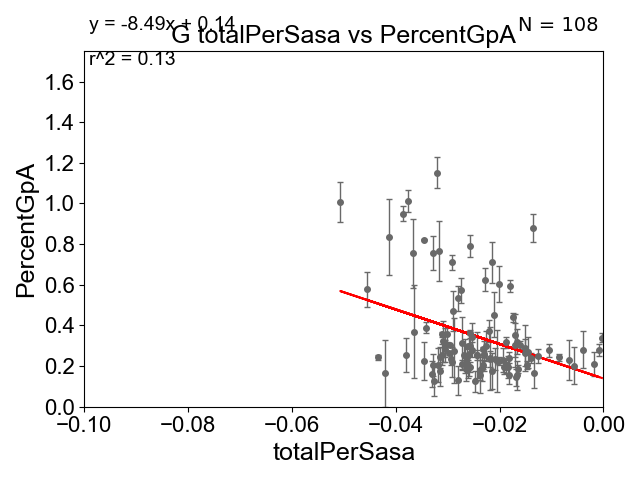 y = -8.49x + 0.14
N = 108
G totalPerSasa vs PercentGpA
r^2 = 0.13
1.6
1.4
1.2
1.0
0.8
0.6
0.4
0.2
0.0
PercentGpA
−0.10 −0.08 −0.06 −0.04 −0.02 0.00
totalPerSasa